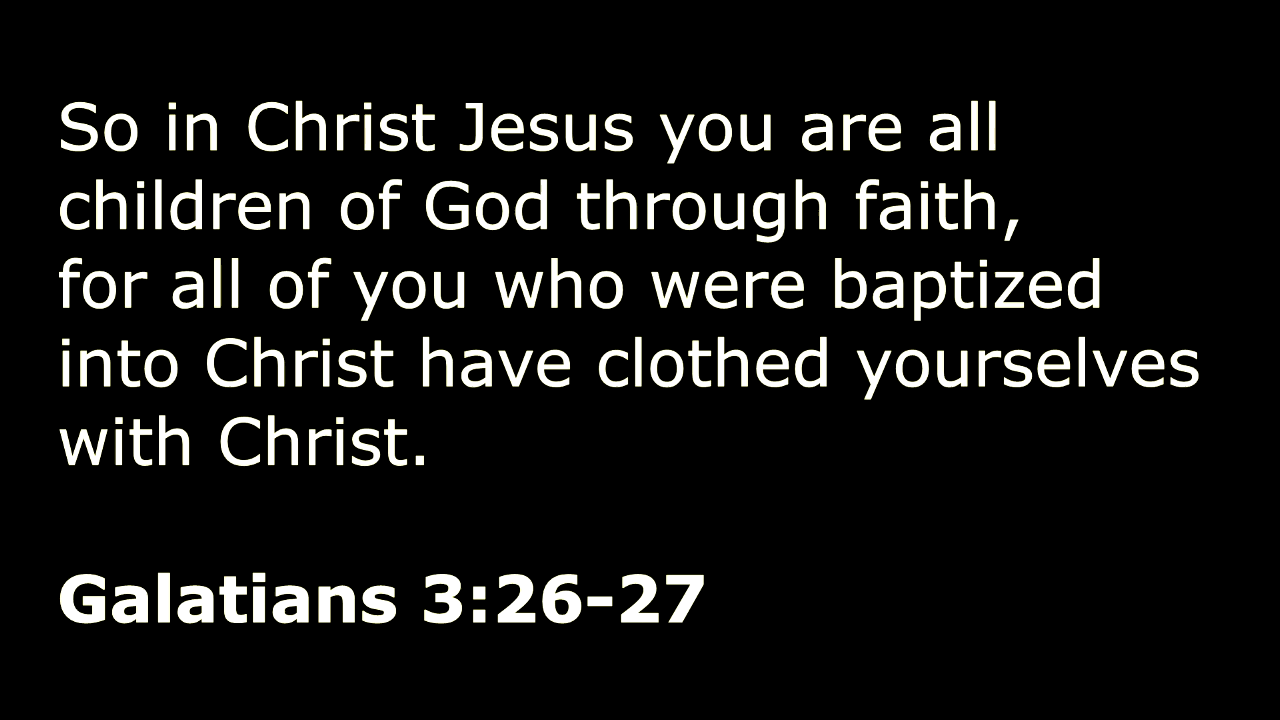 So in Christ Jesus you are all
children of God through faith,
for all of you who were baptized
into Christ have clothed yourselves
with Christ.
Galatians 3:26-27